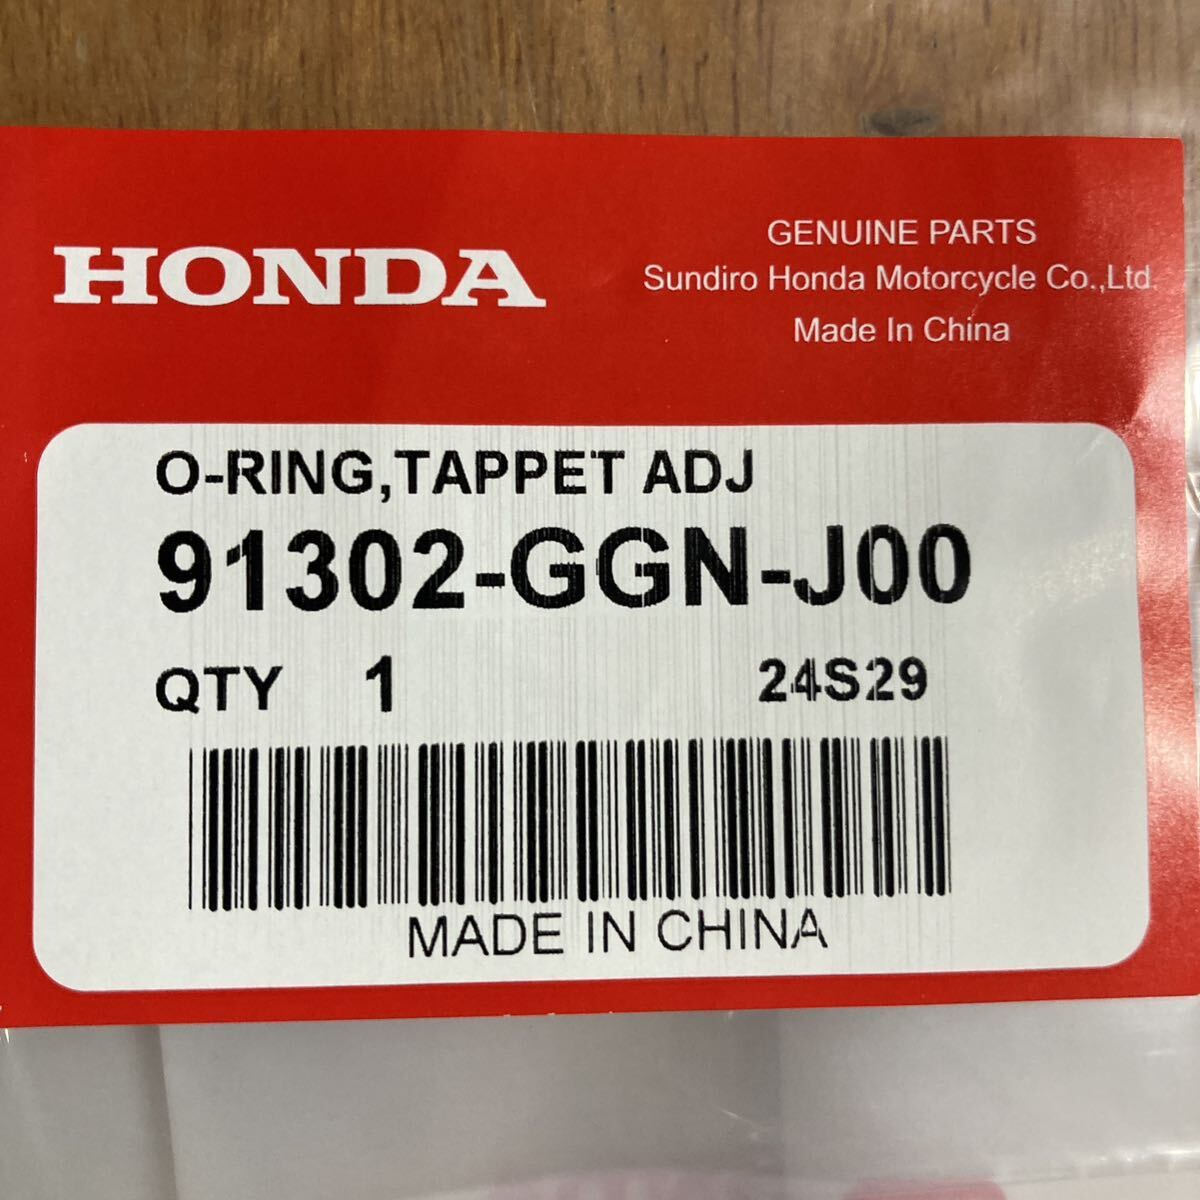 HONDA
GENUINE PARTS
Sundiro Honda Motorcycle Co.,Ltd.
Made In China
O-RING,TAPPET ADJ
91302-GGN-J00
QTY 1 24S29
MADE IN CHINA